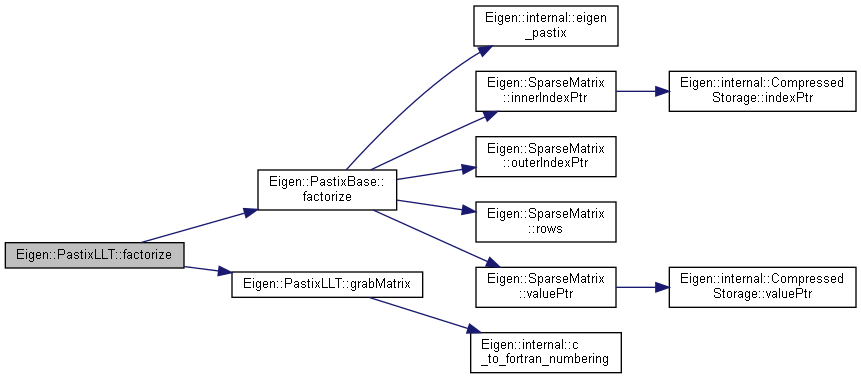 Eigen::PastixLLT::factorize
Eigen::PastixBase::
factorize
Eigen::internal::eigen
_pastix
Eigen::SparseMatrix
::innerIndexPtr
Eigen::internal::Compressed
Storage::indexPtr
Eigen::SparseMatrix
::outerIndexPtr
Eigen::SparseMatrix
::rows
Eigen::SparseMatrix
::valuePtr
Eigen::internal::Compressed
Storage::valuePtr
Eigen::PastixLLT::grabMatrix
Eigen::internal::c
_to_fortran_numbering